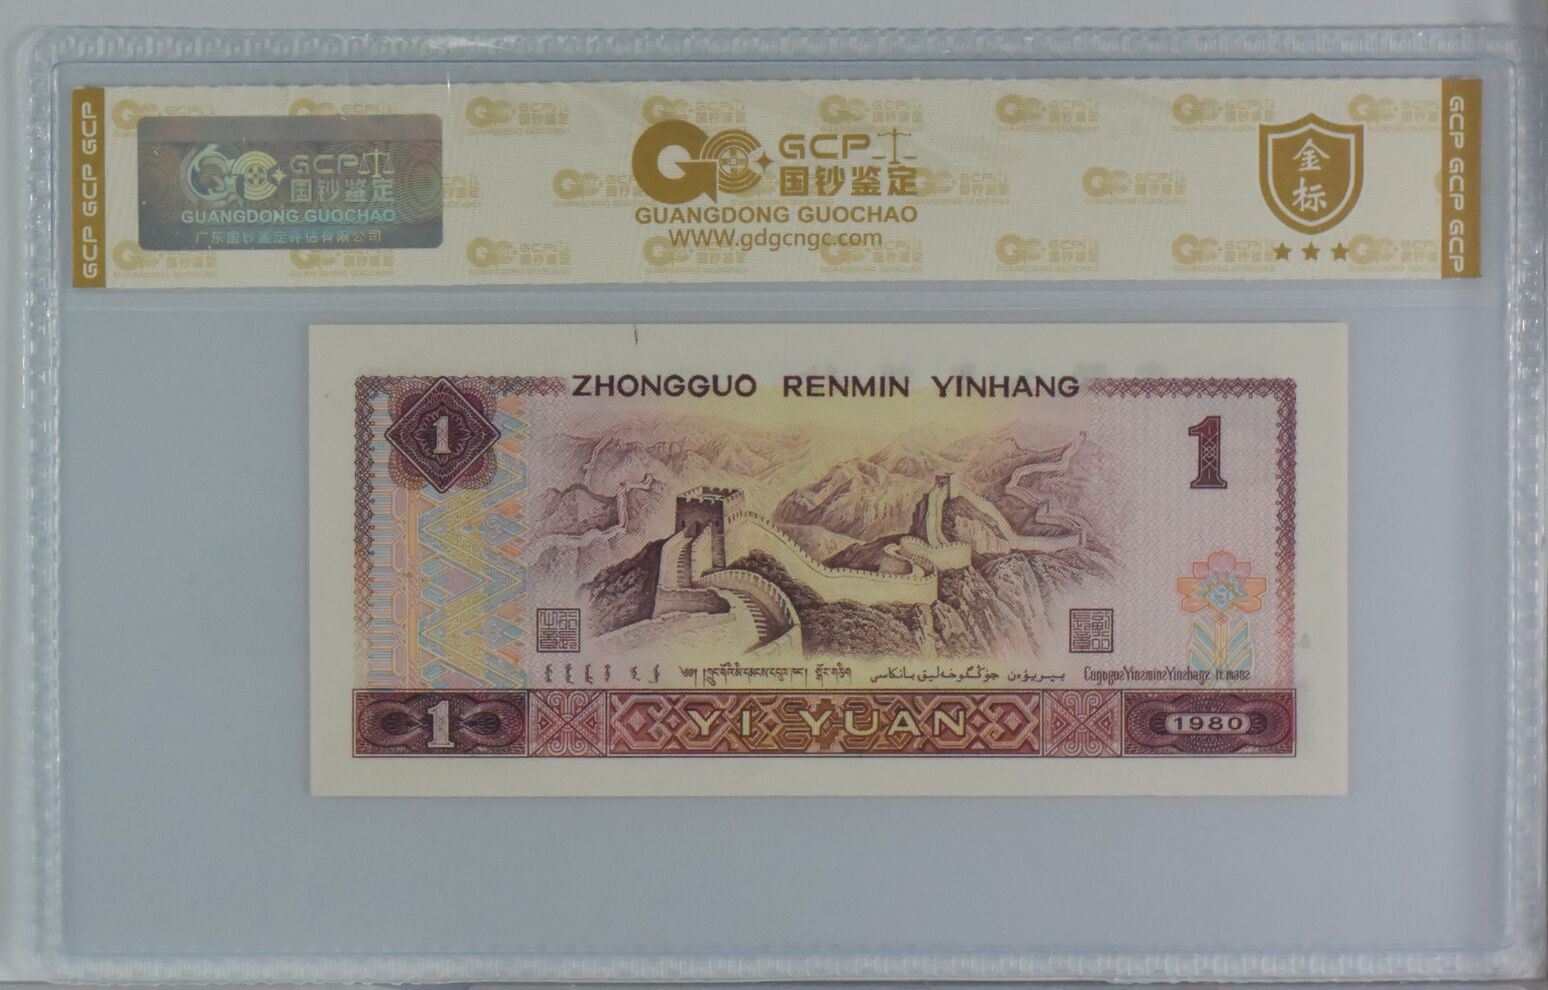 GCP GCP GCP
GCP
国钞鉴定
GUANGDONG GUOCHAO
广东国钞鉴定评估有限公司
GCP
国钞鉴定
GUANGDONG GUOCHAO
WWW.gdgcngc.com
金
标
GCP GCP GCP
ZHONGGUO RENMIN YINHANG
1
1
1
YI YUAN
1980